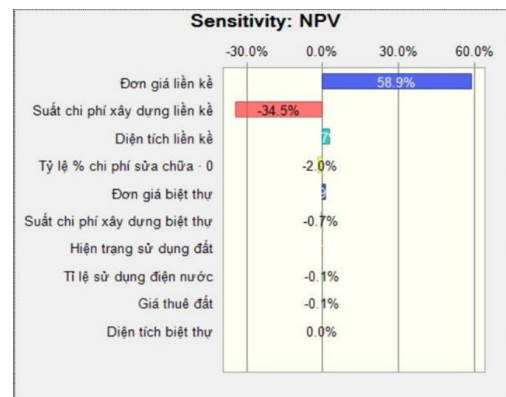 Sensitivity: NPV
-30.0% 0.0% 30.0% 60.0%
Đơn giá liền kề 58.9%
Suất chi phí xây dựng liền kề -34.5%
Diện tích liền kề
Tỷ lệ % chi phí sửa chữa · 0 -2.0%
Đơn giá biệt thự
Suất chi phí xây dựng biệt thự -0.7%
Hiện trạng sử dụng đất
Tỉ lệ sử dụng điện nước -0.1%
Giá thuê đất -0.1%
Diện tích biệt thự 0.0%